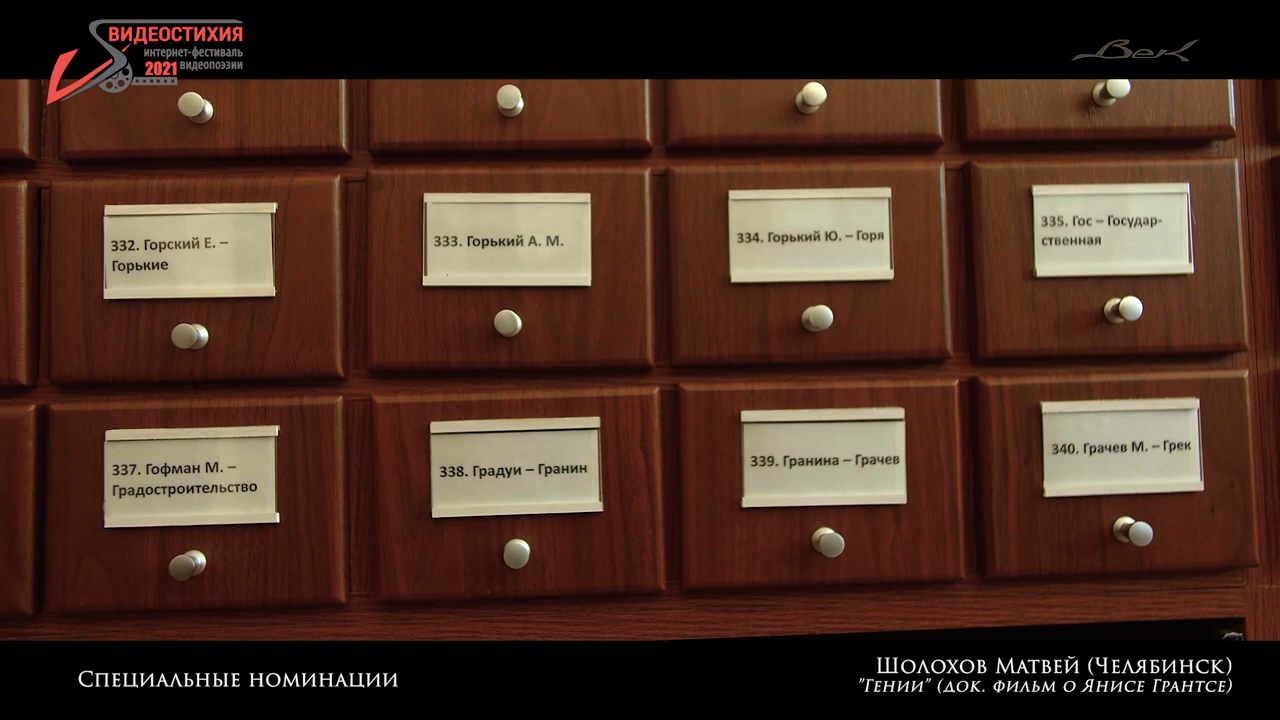 ВИДЕОСТИХИЯ
интернет-фестиваль
2021 видеопоэзии
Век
332. Горский Е. –
Горькие
333. Горький А. М.
334. Горький Ю. – Горя
335. Гос – Государ-
ственная
337. Гофман М. –
Градостроительство
338. Градуи – Гранин
339. Гранина – Грачев
340. Грачев М. – Грек
Специальные номинации
Шолохов Матвей (Челябинск)
"Гении" (док. фильм о Янисе Грантсе)